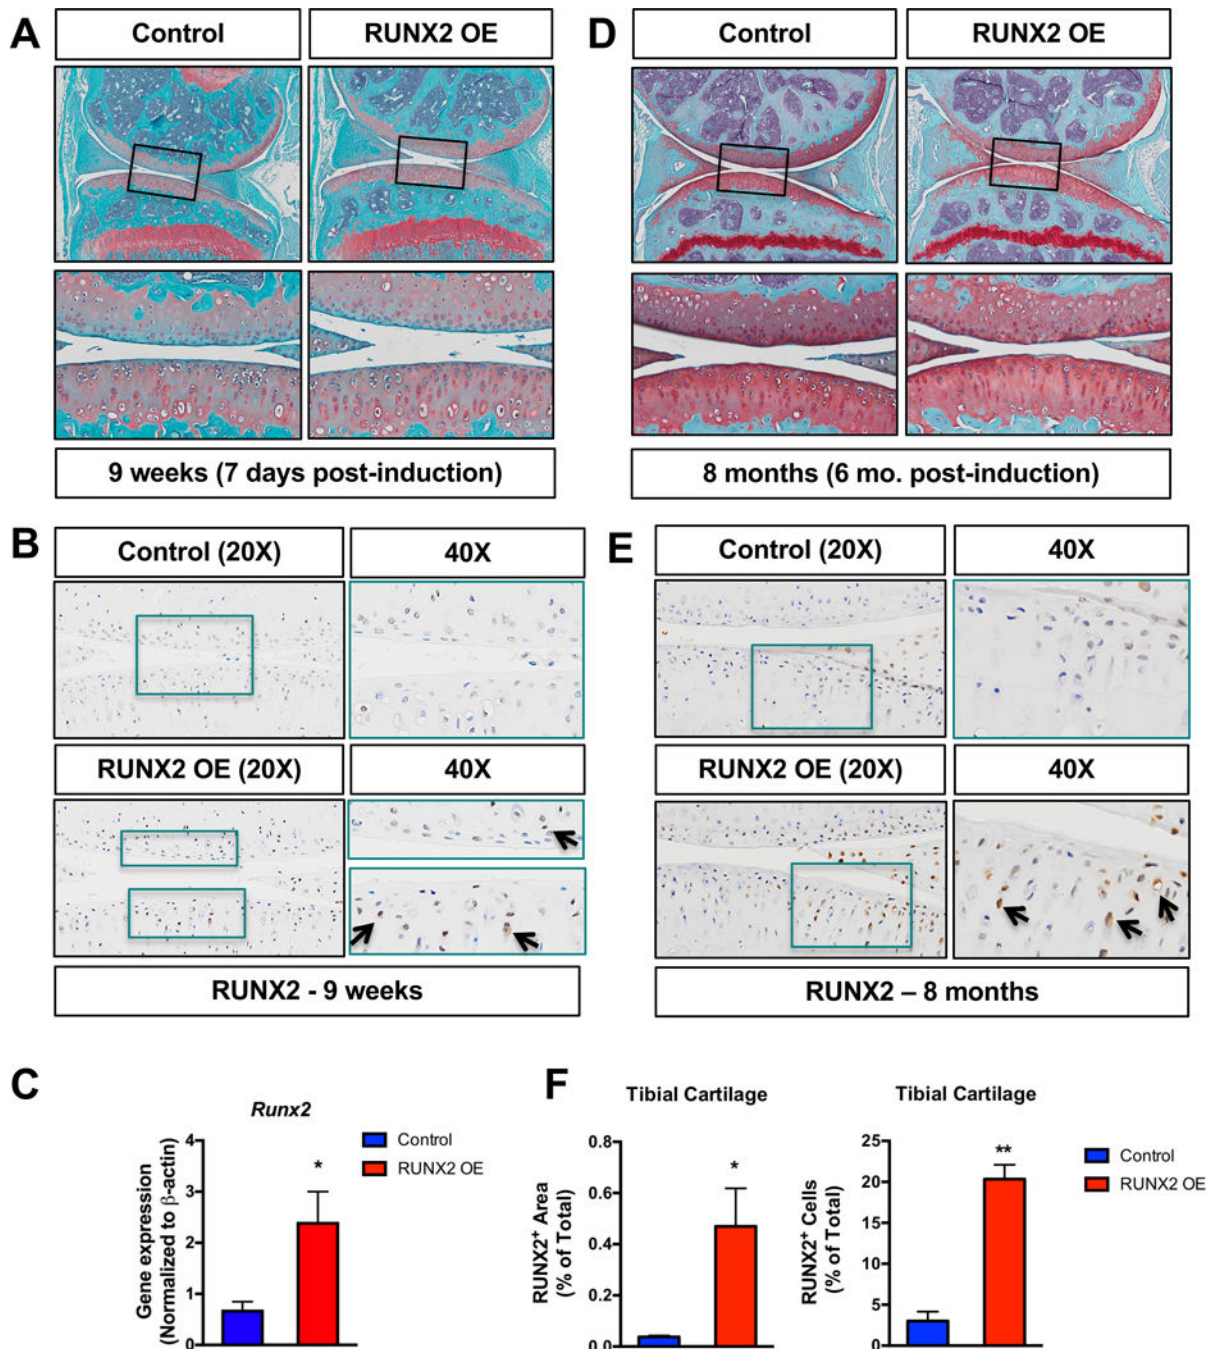 A
Control
RUNX2 OE
9 weeks (7 days post-induction)
D
Control
RUNX2 OE
8 months (6 mo. post-induction)
B
Control (20X)
40X
RUNX2 OE (20X)
40X
RUNX2 - 9 weeks
E
Control (20X)
40X
RUNX2 OE (20X)
40X
RUNX2 – 8 months
C
Runx2
Gene expression
(Normalized to β-actin)
4
3
2
1
0
*
Control
RUNX2 OE
F
Tibial Cartilage
RUNX2⁺ Area
(% of Total)
0.8
0.6
0.4
0.2
0.0
*
Tibial Cartilage
RUNX2⁺ Cells
(% of Total)
25
20
15
10
5
0
**
Control
RUNX2 OE